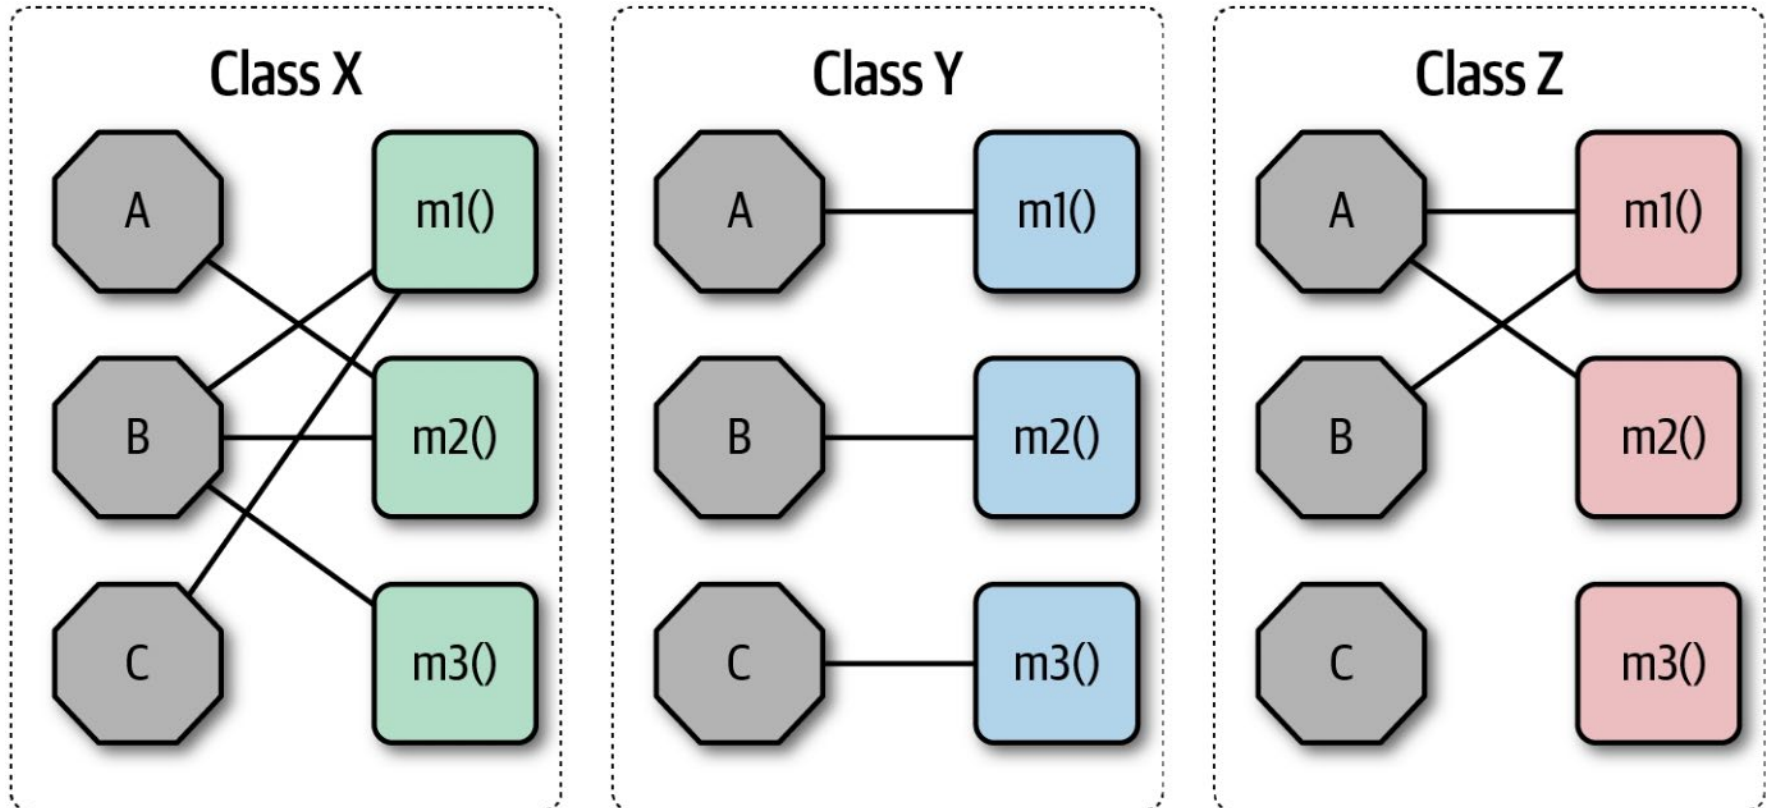 Class X
A
m1()
B
m2()
C
m3()
Class Y
A
m1()
B
m2()
C
m3()
Class Z
A
m1()
B
m2()
C
m3()